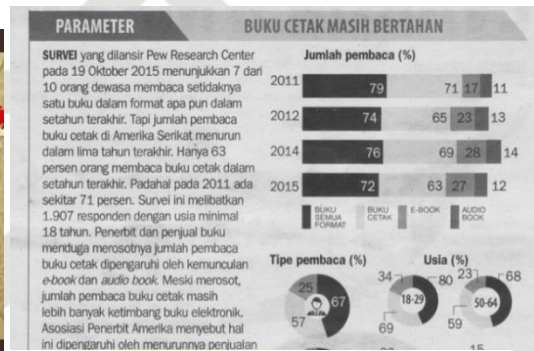 PARAMETER
BUKU CETAK MASIH BERTAHAN
SURVEI yang dilansir Pew Research Center
pada 19 Oktober 2015 menunjukkan 7 dari
10 orang dewasa membaca setidaknya
satu buku dalam format apa pun dalam
setahun terakhir. Tapi jumlah pembaca
buku cetak di Amerika Serikat menurun
dalam lima tahun terakhir. Hanya 63
persen orang membaca buku cetak dalam
setahun terakhir. Padahal pada 2011 ada
sekitar 71 persen. Survei ini melibatkan
1.907 responden dengan usia minimal
18 tahun. Penerbit dan penjual buku
menduga merosotnya jumlah pembaca
buku cetak dipengaruhi oleh kemunculan
e-book dan audio book. Meski merosot,
jumlah pembaca buku cetak masih
lebih banyak ketimbang buku elektronik.
Asosiasi Penerbit Amerika menyebut hal
ini dipengaruhi oleh menurunnya penjualan
Jumlah pembaca (%)
2011 79 71 17 11
2012 74 65 23 13
2014 76 69 28 14
2015 72 63 27 12
BUKU SEMUA FORMAT
BUKU CETAK
E-BOOK
AUDIO BOOK
Tipe pembaca (%)
25 67 57
Usia (%)
34 80 18-29 69
23 68 50-64 59
15